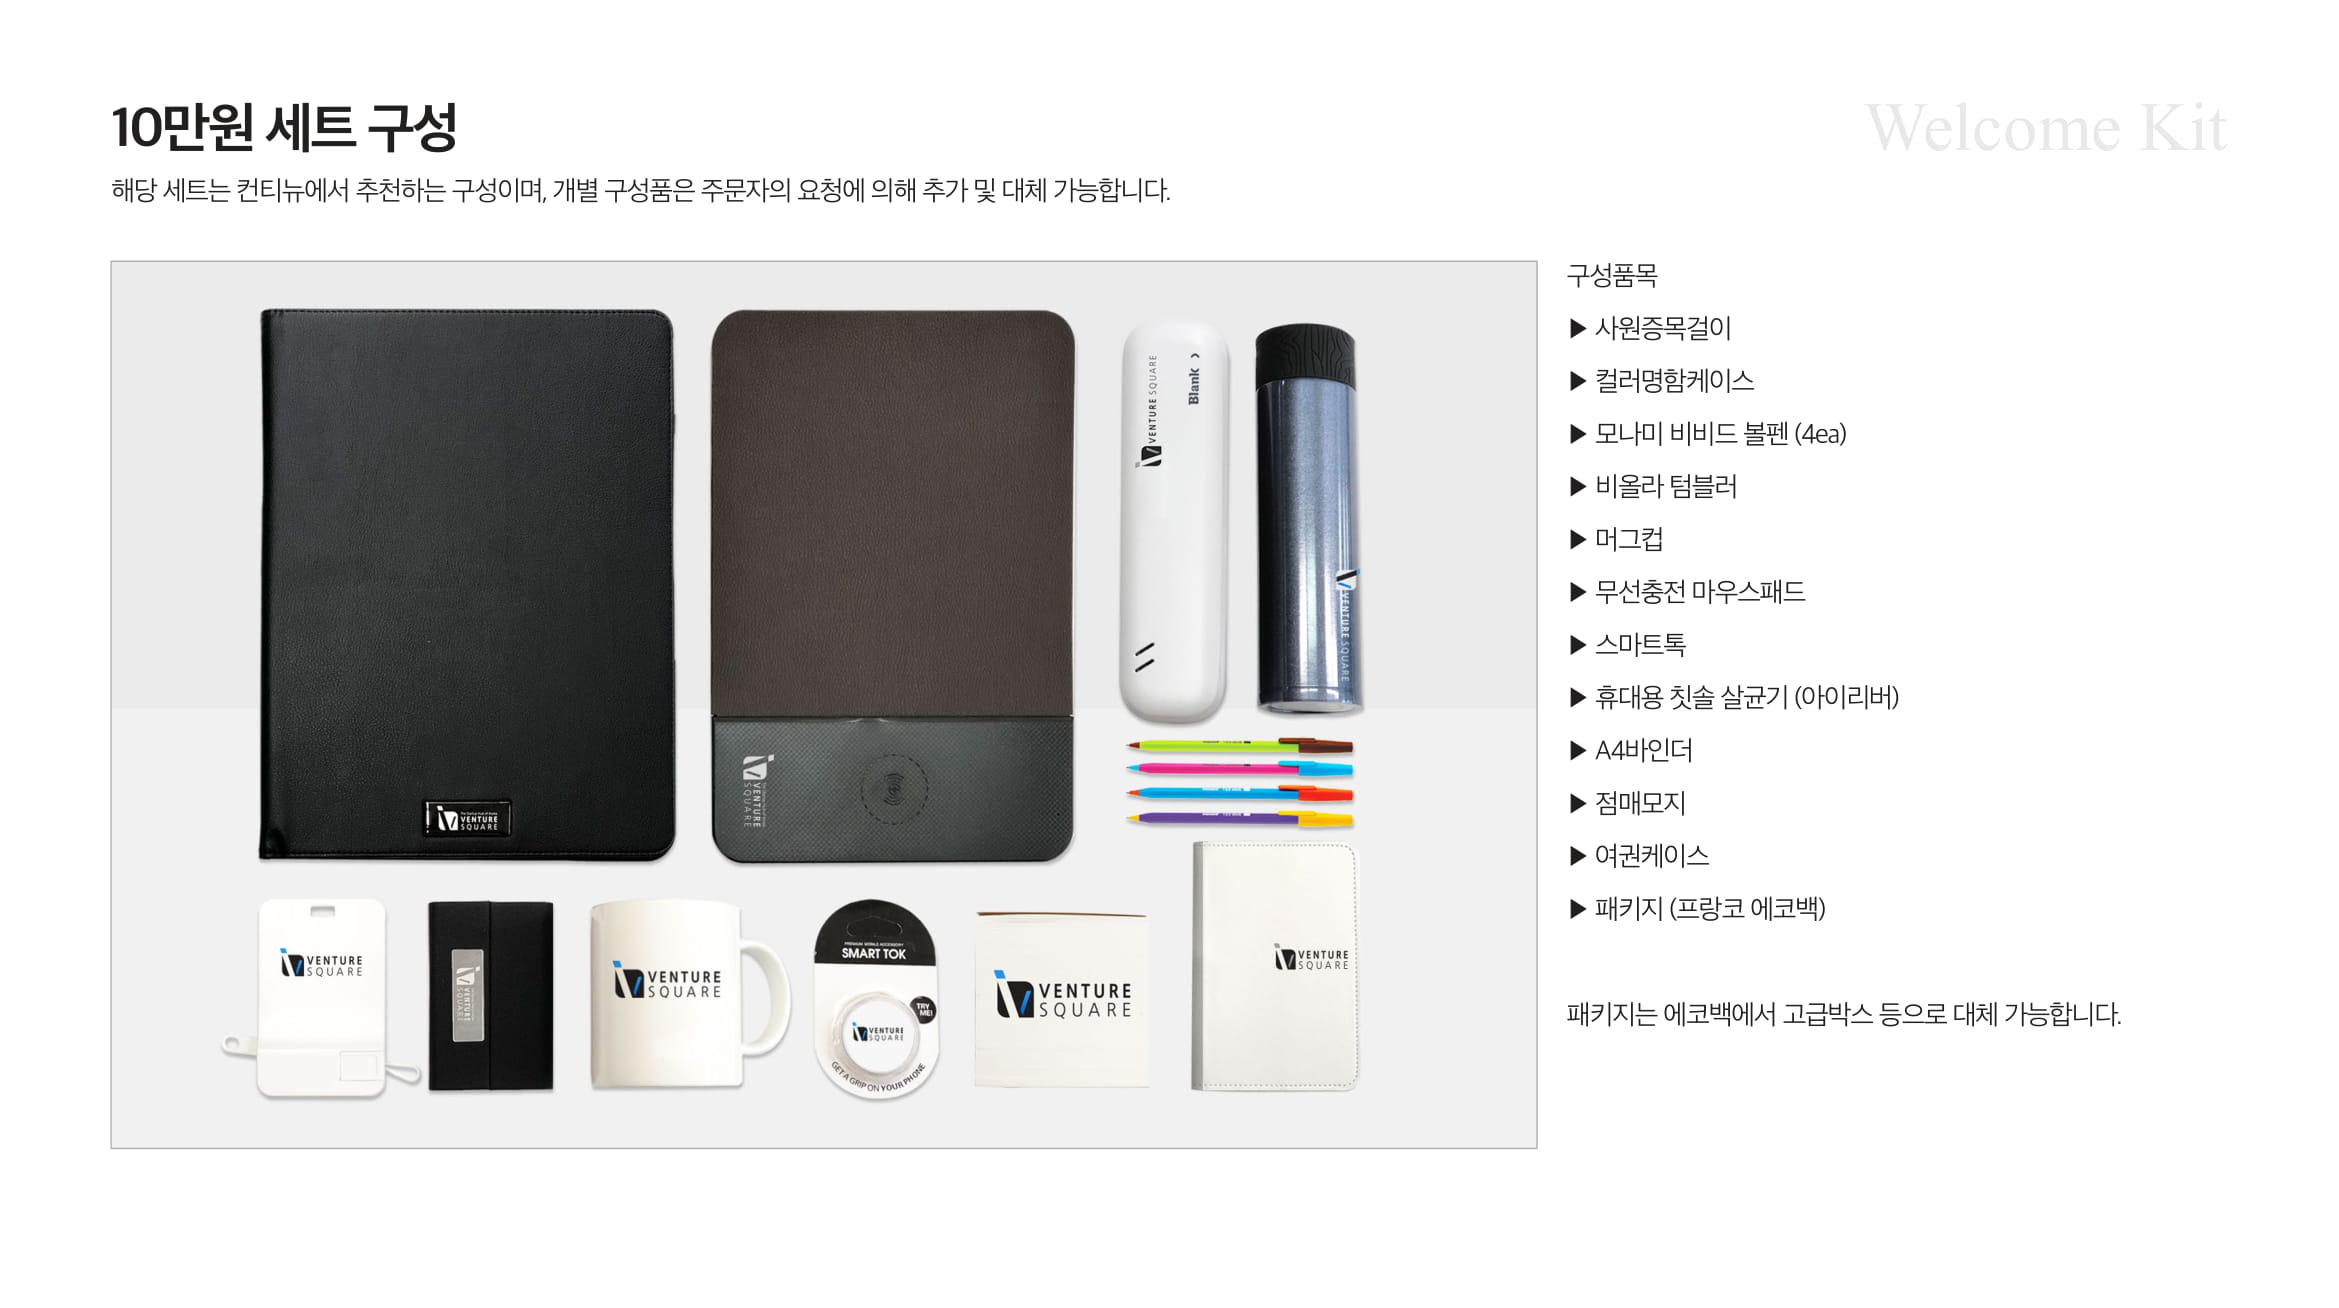 10만원 세트 구성
Welcome Kit
해당 세트는 컨티뉴에서 추천하는 구성이며, 개별 구성품은 주문자의 요청에 의해 추가 및 대체 가능합니다.
구성품목
▶ 사원증목걸이
▶ 컬러명함케이스
▶ 모나미 비비드 볼펜 (4ea)
▶ 비올라 텀블러
▶ 머그컵
▶ 무선충전 마우스패드
▶ 스마트톡
▶ 휴대용 칫솔 살균기 (아이리버)
▶ A4바인더
▶ 점매모지
▶ 여권케이스
▶ 패키지 (프랑코 에코백)
패키지는 에코백에서 고급박스 등으로 대체 가능합니다.
VENTURE SQUARE
Blank
VENTURE SQUARE
VENTURE
SQUARE
VENTURE
SQUARE
VENTURE
SQUARE
VENTURE
SQUARE
VENTURE
SQUARE
PREMIUM MOBILE ACCESSORY
SMART TOK
TRY
ME!
VENTURE
SQUARE
GET A GRIP ON YOUR PHONE
VENTURE
SQUARE
VENTURE
SQUARE